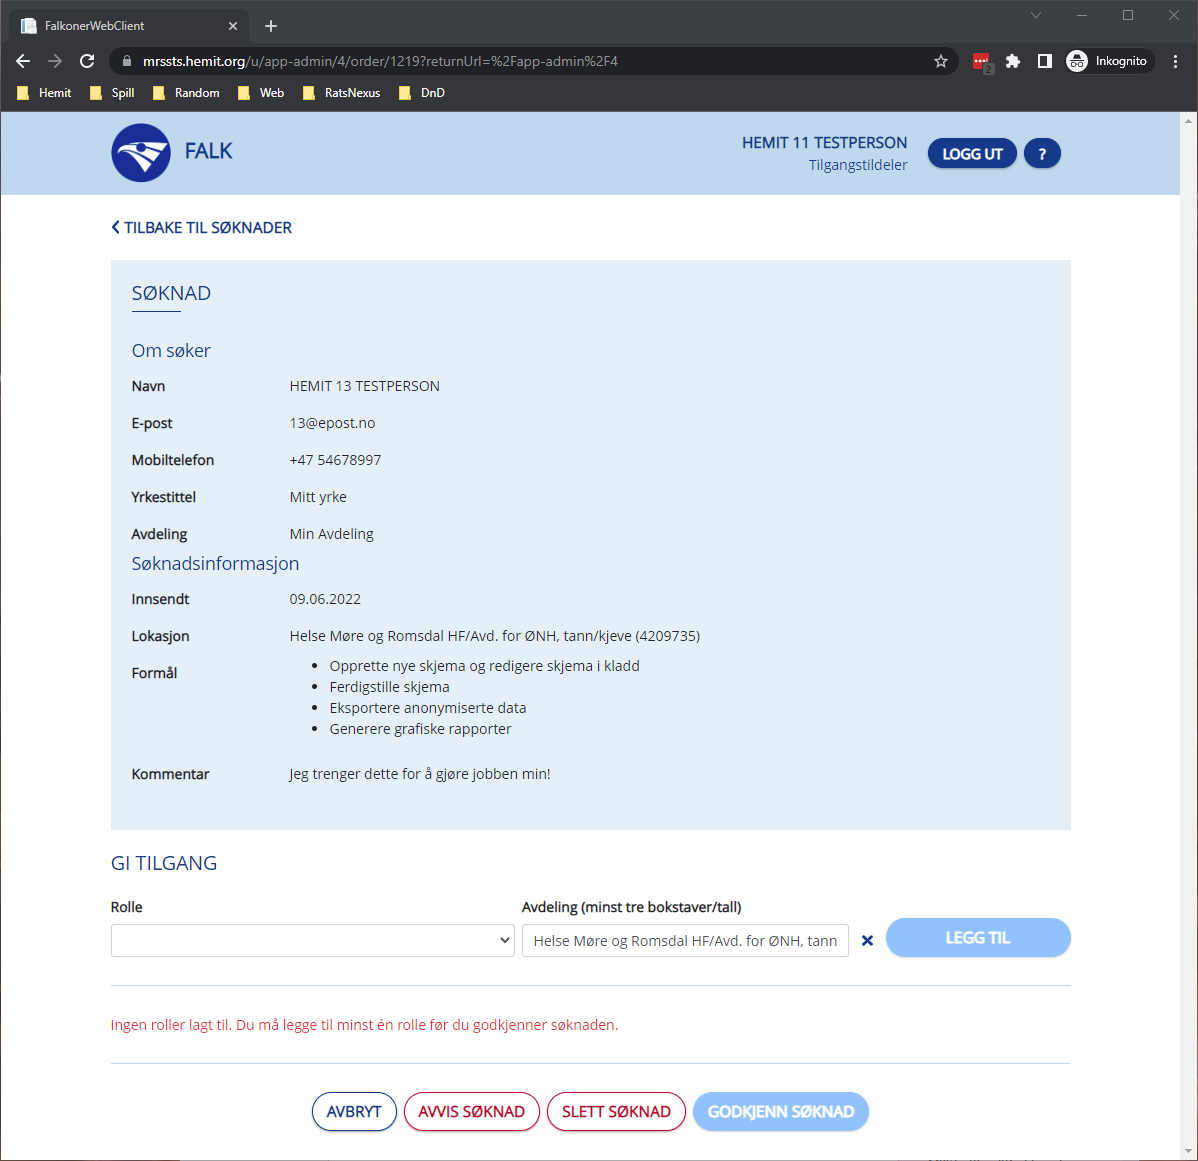 FalkonerWebClient
mrssts.hemit.org/u/app-admin/4/order/1219?returnUrl=%2Fapp-admin%2F4
2
Inkognito
Hemit Spill Random Web RatsNexus DnD
FALK
HEMIT 11 TESTPERSON
Tilgangstildeler
LOGG UT
?
TILBAKE TIL SØKNADER
SØKNAD
Om søker
Navn HEMIT 13 TESTPERSON
E-post 13@epost.no
Mobiltelefon +47 54678997
Yrkestittel Mitt yrke
Avdeling Min Avdeling
Søknadsinformasjon
Innsendt 09.06.2022
Lokasjon Helse Møre og Romsdal HF/Avd. for ØNH, tann/kjeve (4209735)
Formål
• Opprette nye skjema og redigere skjema i kladd
• Ferdigstille skjema
• Eksportere anonymiserte data
• Generere grafiske rapporter
Kommentar Jeg trenger dette for å gjøre jobben min!
GI TILGANG
Rolle Avdeling (minst tre bokstaver/tall)
Helse Møre og Romsdal HF/Avd. for ØNH, tann LEGG TIL
Ingen roller lagt til. Du må legge til minst én rolle før du godkjenner søknaden.
AVBRYT AVVIS SØKNAD SLETT SØKNAD GODKJENN SØKNAD